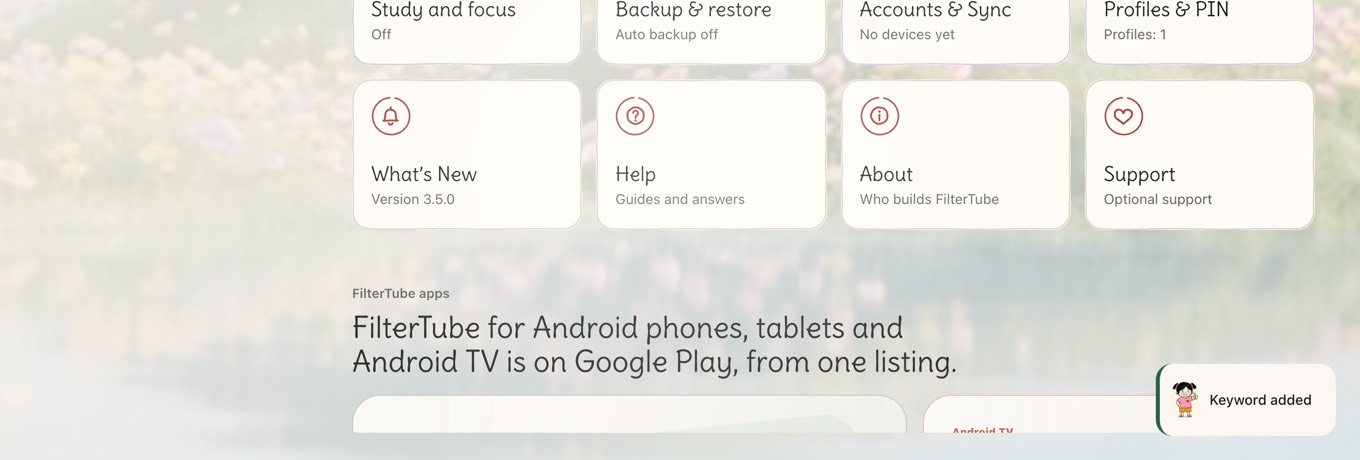 Study and focus
Off
Backup & restore
Auto backup off
Accounts & Sync
No devices yet
Profiles & PIN
Profiles: 1
What's New
Version 3.5.0
Help
Guides and answers
About
Who builds FilterTube
Support
Optional support
FilterTube apps
FilterTube for Android phones, tablets and
Android TV is on Google Play, from one listing.
Android TV
Keyword added